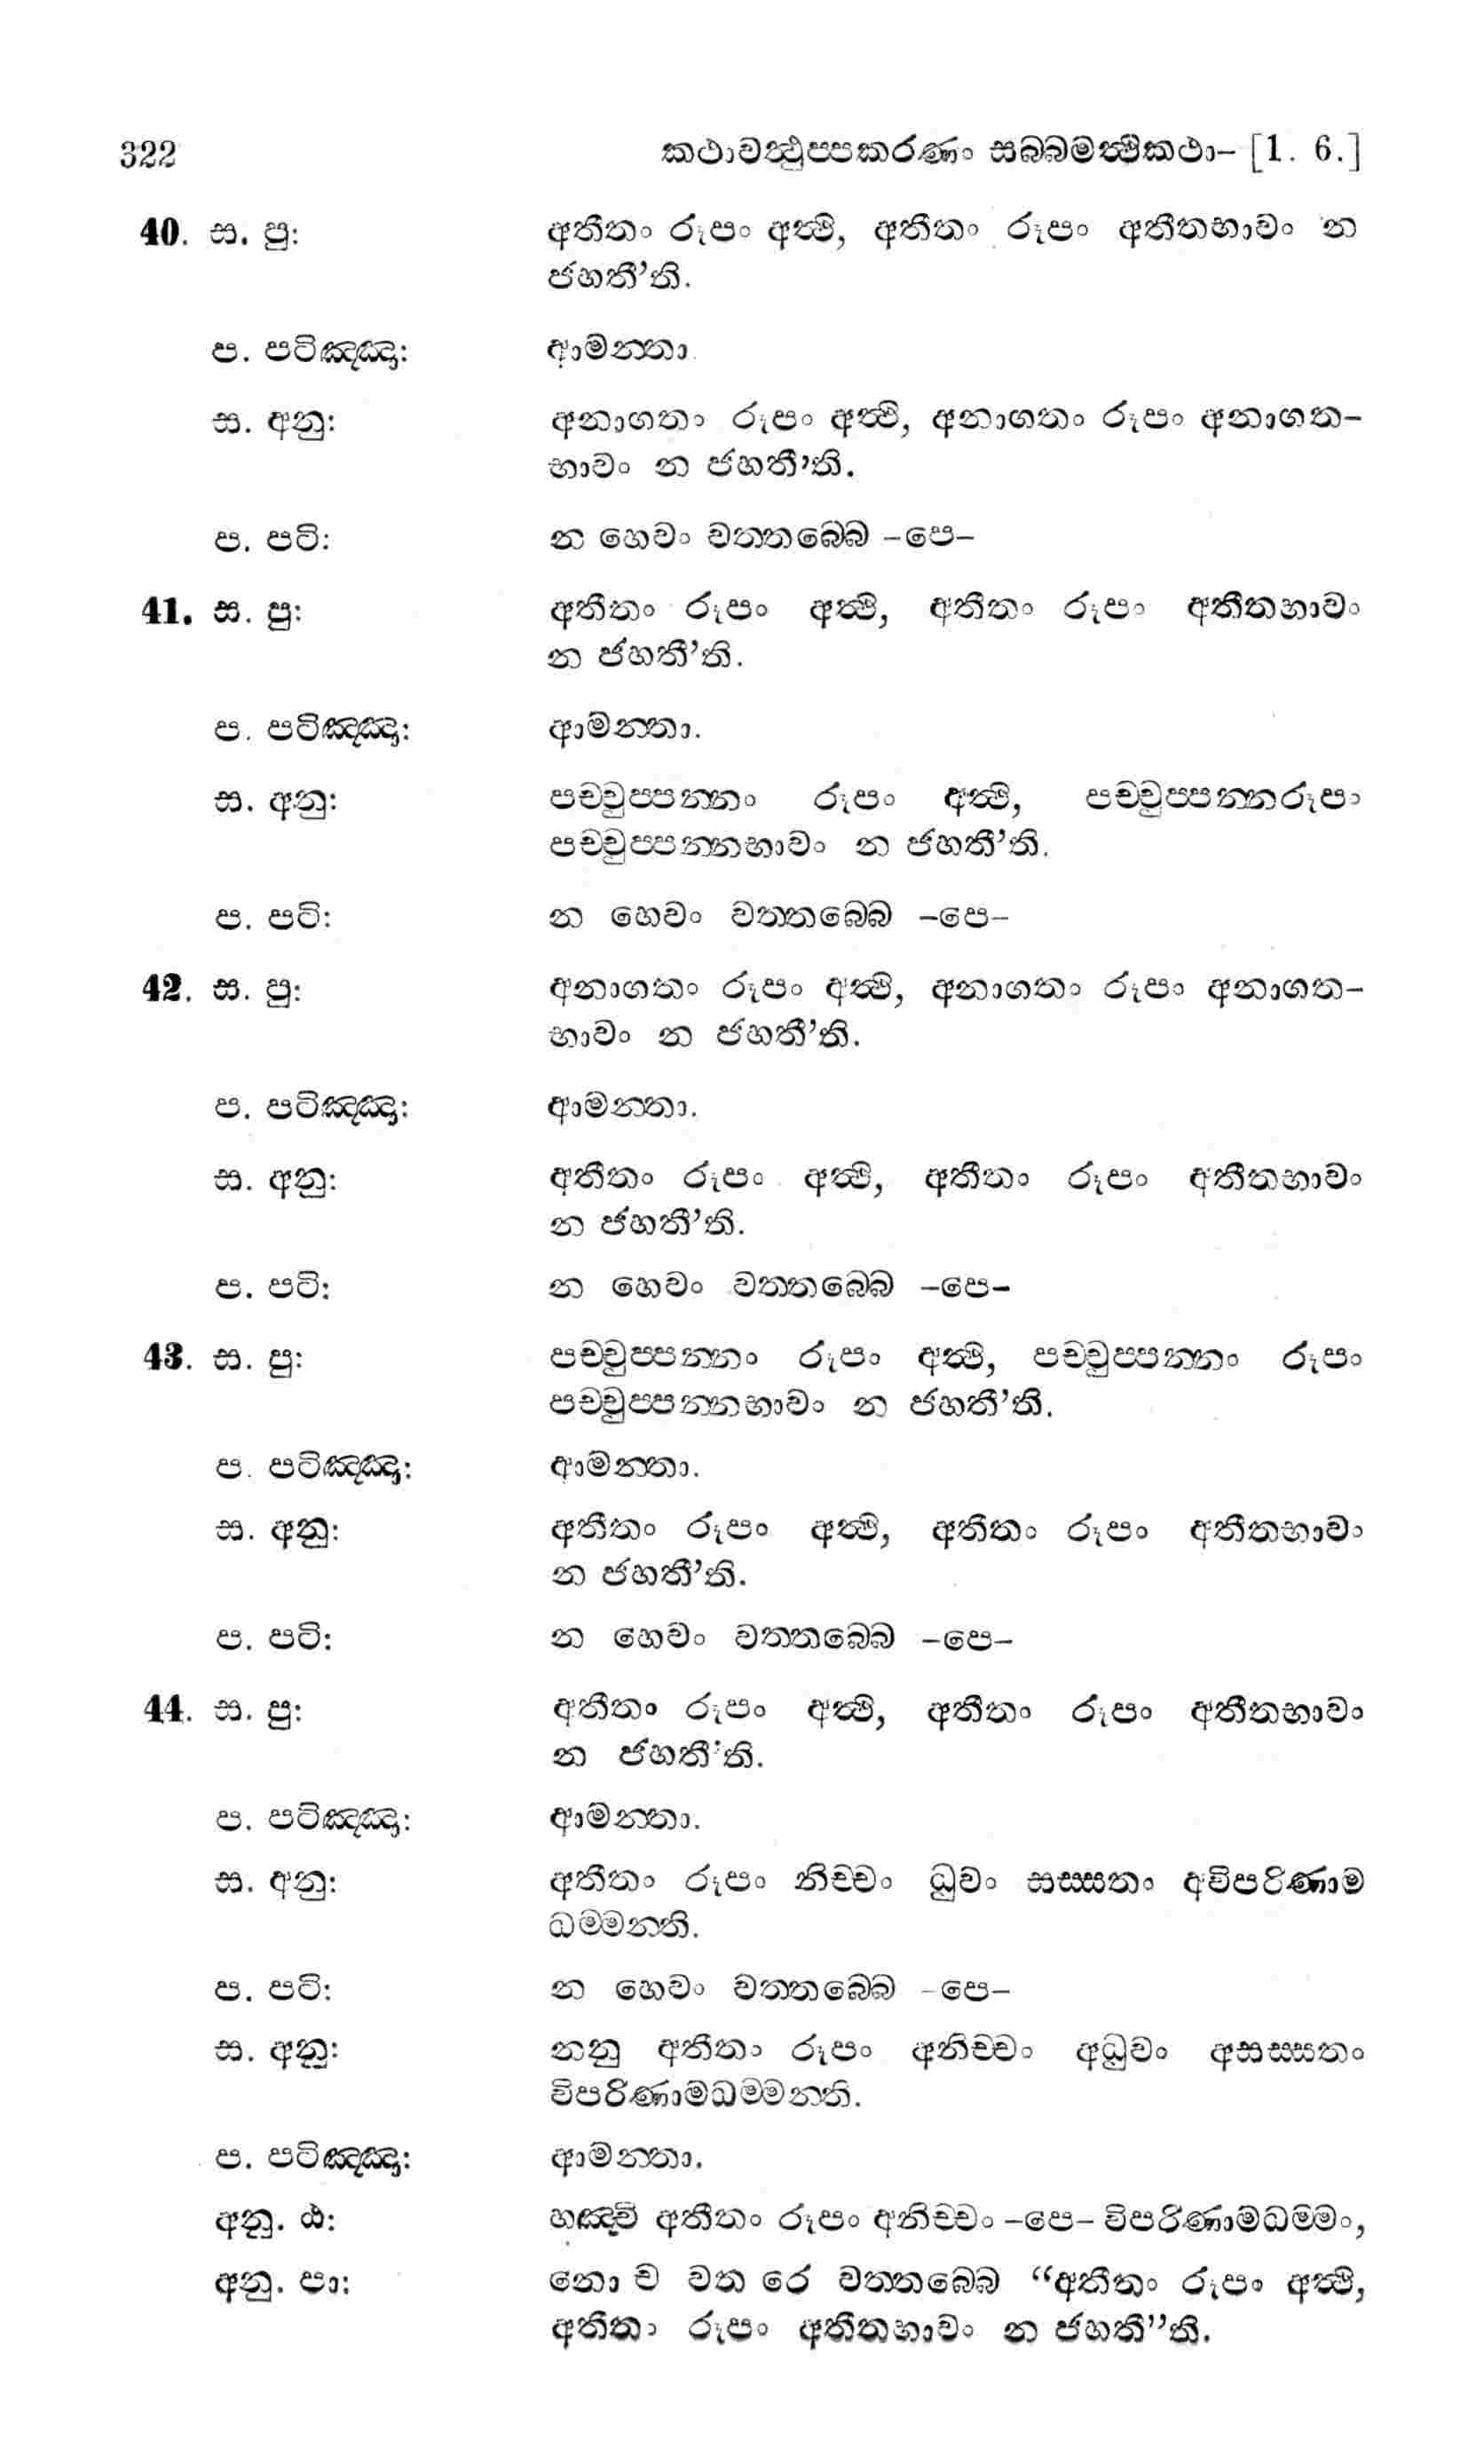 322 කථාවත්‍ථුප‍්පකරණං සබ‍්බමත්‍ථිකථා- [1. 6.]
40. ස. පු: අතීතං රූපං අත්‍ථි, අතීතං රූපං අතීතභාවං න
ජහතී’ති.
ප. පටිඤ‍්ඤා: ආමන‍්තා
ස. අනු: අනාගතං රූපං අත්‍ථි, අනාගතං රූපං අනාගත-
භාවං න ජහතී’ති.
ප. පටි: න හෙවං වත‍්තබ‍්බෙ -පෙ-
41. ස. පු: අතීතං රූපං අත්‍ථි, අතීතං රූපං අතීතභාවං
න ජහතී’ති.
ප. පටිඤ‍්ඤා: ආමන‍්තා.
ස. අනු: පච‍්චුප‍්පන‍්නං රූපං අත්‍ථි, පච‍්චුප‍්පන‍්නරූපං
පච‍්චුප‍්පන‍්නභාවං න ජහතී’ති.
ප. පටි: න හෙවං වත‍්තබ‍්බෙ -පෙ-
42. ස. පු: අනාගතං රූපං අත්‍ථි, අනාගතං රූපං අනාගත-
භාවං න ජහතී’ති.
ප. පටිඤ‍්ඤා: ආමන‍්තා.
ස. අනු: අතීතං රූපං අත්‍ථි, අතීතං රූපං අතීතභාවං
න ජහතී’ති.
ප. පටි: න හෙවං වත‍්තබ‍්බෙ -පෙ-
43. ස. පු: පච‍්චුප‍්පන‍්නං රූපං අත්‍ථි, පච‍්චුප‍්පන‍්නං රූපං
පච‍්චුප‍්පන‍්නභාවං න ජහතී’ති.
ප. පටිඤ‍්ඤා: ආමන‍්තා.
ස. අනු: අතීතං රූපං අත්‍ථි, අතීතං රූපං අතීතභාවං
න ජහතී’ති.
ප. පටි: න හෙවං වත‍්තබ‍්බෙ -පෙ-
44. ස. පු: අතීතං රූපං අත්‍ථි, අතීතං රූපං අතීතභාවං
න ජහතී’ති.
ප. පටිඤ‍්ඤා: ආමන‍්තා.
ස. අනු: අතීතං රූපං නිච‍්චං ධුවං සස‍්සතං අවිපරිණාම
ධම‍්මන‍්ති.
ප. පටි: න හෙවං වත‍්තබ‍්බෙ -පෙ-
ස. අනු: නනු අතීතං රූපං අනිච‍්චං අධුවං අසස‍්සතං
විපරිණාමධම‍්මන‍්ති.
ප. පටිඤ‍්ඤා: ආමන‍්තා.
අනු. ඨ: හඤ‍්චි අතීතං රූපං අනිච‍්චං -පෙ- විපරිණාමධම‍්මං,
අනු. පා: නො ච වත රෙ වත‍්තබ‍්බෙ “අතීතං රූපං අත්‍ථි,
අතීතං රූපං අතීතභාවං න ජහතී”ති.